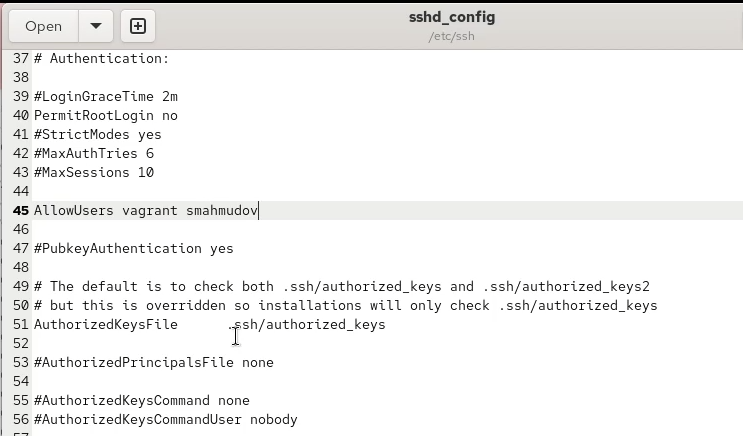 Open
sshd_config
/etc/ssh
37 # Authentication:
38
39 #LoginGraceTime 2m
40 PermitRootLogin no
41 #StrictModes yes
42 #MaxAuthTries 6
43 #MaxSessions 10
44
45 AllowUsers vagrant smahmudov
46
47 #PubkeyAuthentication yes
48
49 # The default is to check both .ssh/authorized_keys and .ssh/authorized_keys2
50 # but this is overridden so installations will only check .ssh/authorized_keys
51 AuthorizedKeysFile      .ssh/authorized_keys
52
53 #AuthorizedPrincipalsFile none
54
55 #AuthorizedKeysCommand none
56 #AuthorizedKeysCommandUser nobody